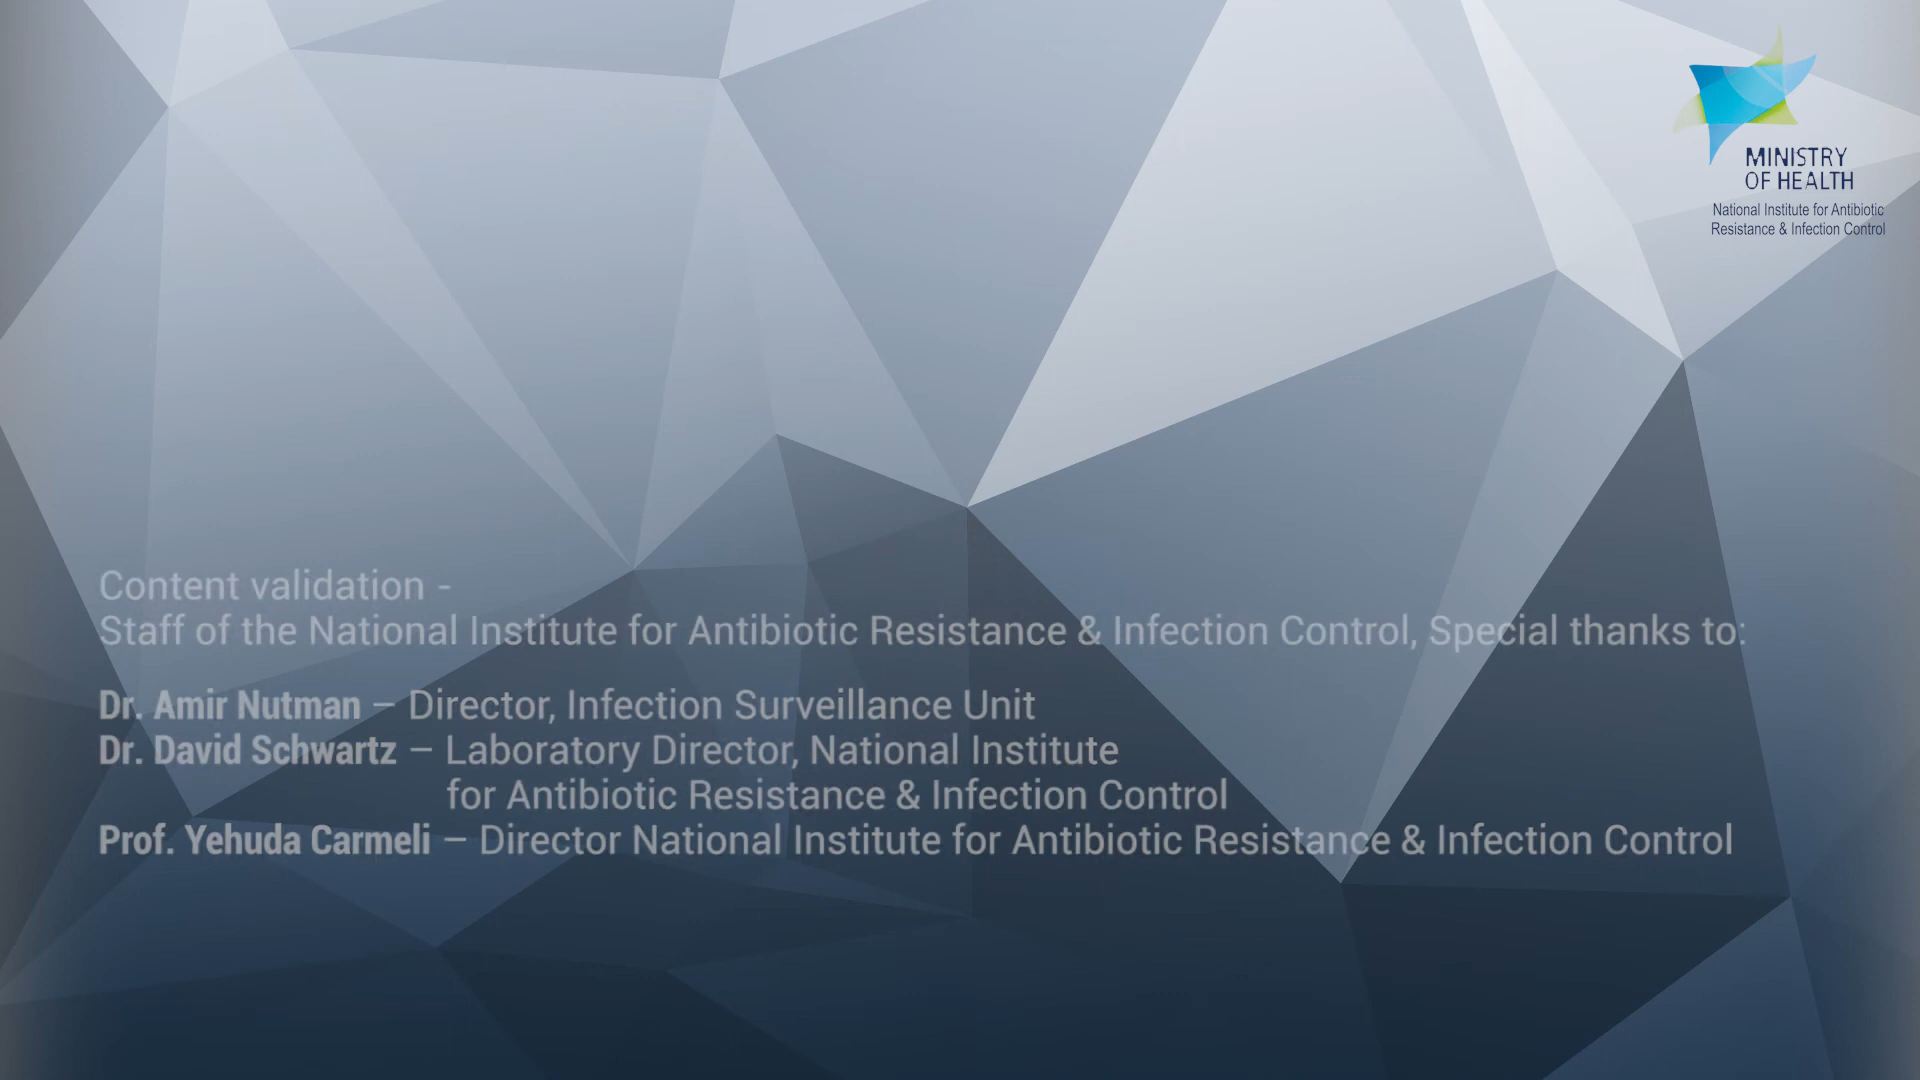 MINISTRY
OF HEALTH
National Institute for Antibiotic
Resistance & Infection Control
Content validation -
Staff of the National Institute for Antibiotic Resistance & Infection Control, Special thanks to:
Dr. Amir Nutman – Director, Infection Surveillance Unit
Dr. David Schwartz – Laboratory Director, National Institute
for Antibiotic Resistance & Infection Control
Prof. Yehuda Carmeli – Director National Institute for Antibiotic Resistance & Infection Control